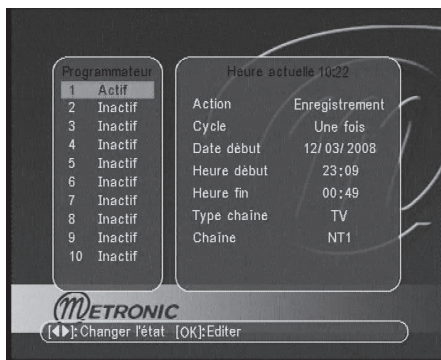 Programmateur
1 Actif
2 Inactif
3 Inactif
4 Inactif
5 Inactif
6 Inactif
7 Inactif
8 Inactif
9 Inactif
10 Inactif
Heure actuelle 10:22
Action Enregistrement
Cycle Une fois
Date début 12/03/2008
Heure début 23:09
Heure fin 00:49
Type chaîne TV
Chaîne NT1
METRONIC
[◀▶]: Changer l'état [OK]:Editer